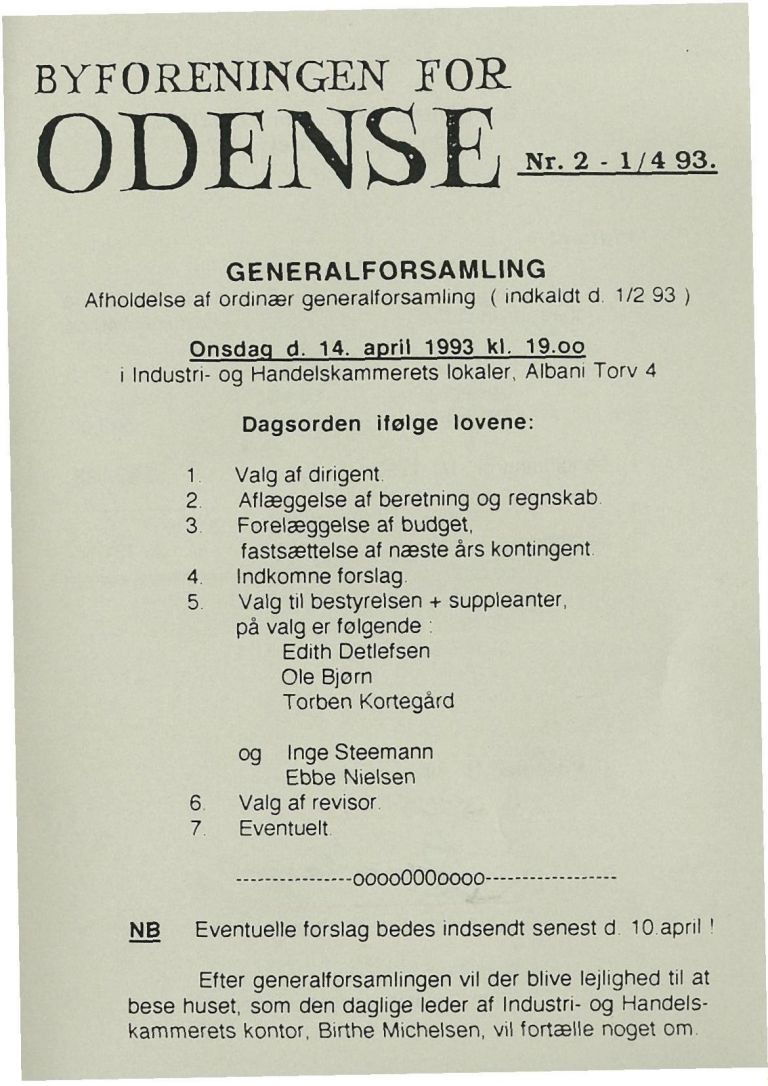 BYFORENINGEN FOR
ODENSE Nr. 2 - 1/4 93.
GENERALFORSAMLING
Afholdelse af ordinær generalforsamling ( indkaldt d. 1/2 93 )
Onsdag d. 14. april 1993 kl. 19.oo
i Industri- og Handelskammerets lokaler, Albani Torv 4
Dagsorden ifølge lovene:
1. Valg af dirigent.
2. Aflæggelse af beretning og regnskab.
3. Forelæggelse af budget,
fastsættelse af næste års kontingent.
4. Indkomne forslag.
5. Valg til bestyrelsen + suppleanter,
på valg er følgende :
Edith Detlefsen
Ole Bjørn
Torben Kortegård
og Inge Steemann
Ebbe Nielsen
6. Valg af revisor.
7. Eventuelt.
---------------oooo000oooo-----------------
NB Eventuelle forslag bedes indsendt senest d. 10.april !
Efter generalforsamlingen vil der blive lejlighed til at
bese huset, som den daglige leder af Industri- og Handels-
kammerets kontor, Birthe Michelsen, vil fortælle noget om.